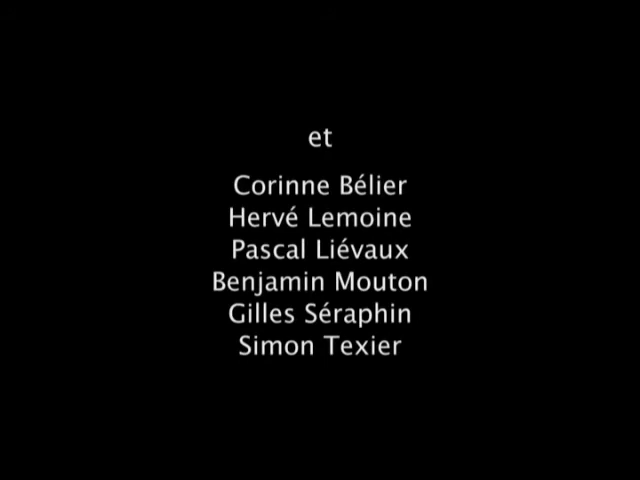 et
Corinne Bélier
Hervé Lemoine
Pascal Liévaux
Benjamin Mouton
Gilles Séraphin
Simon Texier